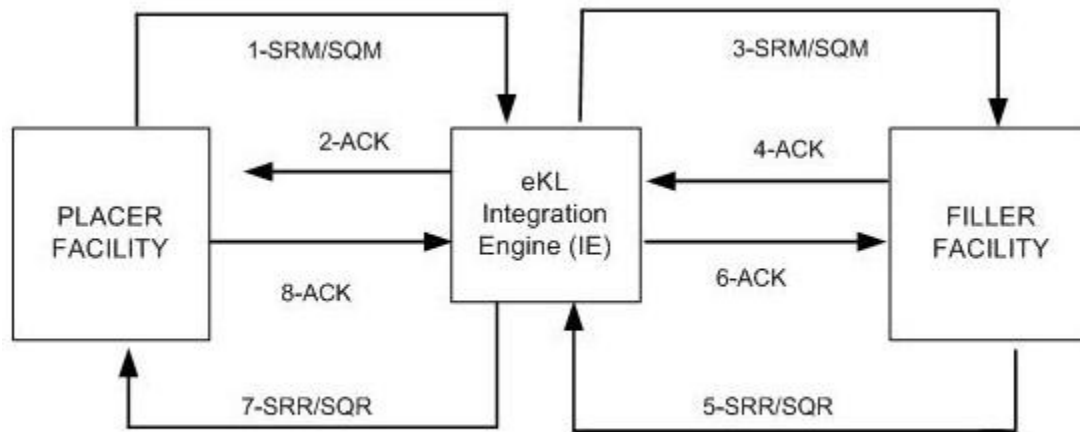 1-SRM/SQM
3-SRM/SQM
2-ACK
4-ACK
PLACER
FACILITY
eKL
Integration
Engine (IE)
FILLER
FACILITY
8-ACK
6-ACK
7-SRR/SQR
5-SRR/SQR